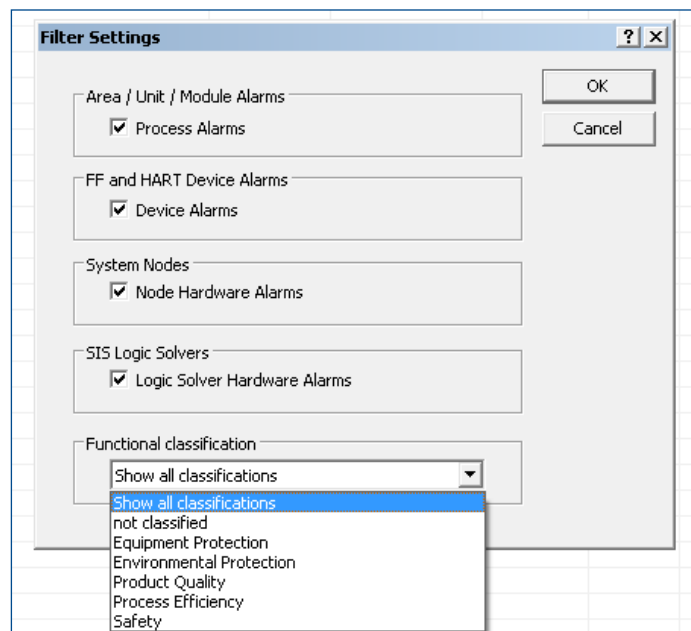 Filter Settings
OK
Cancel
Area / Unit / Module Alarms
Process Alarms
FF and HART Device Alarms
Device Alarms
System Nodes
Node Hardware Alarms
SIS Logic Solvers
Logic Solver Hardware Alarms
Functional classification
Show all classifications
Show all classifications
not classified
Equipment Protection
Environmental Protection
Product Quality
Process Efficiency
Safety